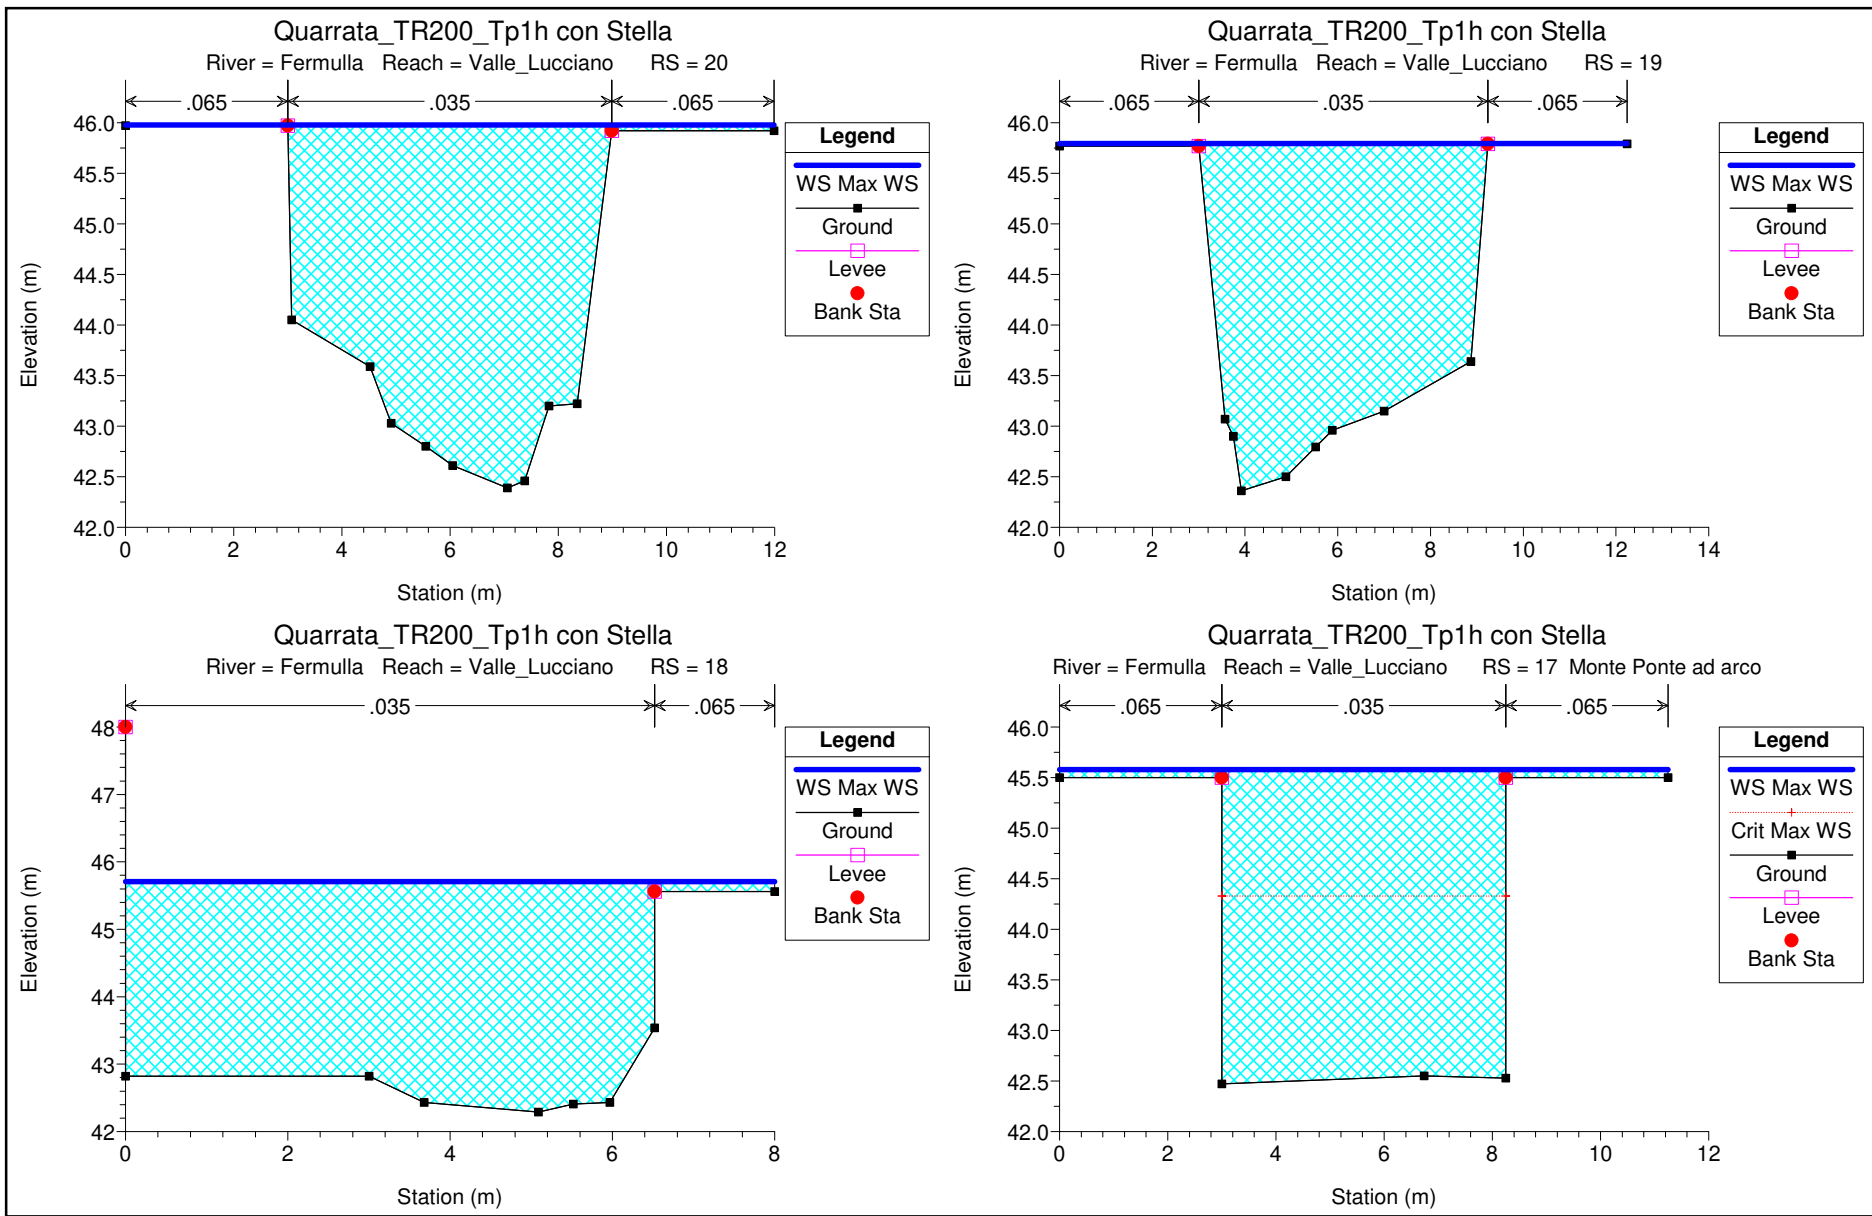 Quarrata_TR200_Tp1h con Stella
River = Fermulla Reach = Valle_Lucciano RS = 20
.065 .035 .065
46.0
45.5
45.0
44.5
44.0
43.5
43.0
42.5
42.0
0 2 4 6 8 10 12
Elevation (m)
Station (m)
Legend
WS Max WS
Ground
Levee
Bank Sta
Quarrata_TR200_Tp1h con Stella
River = Fermulla Reach = Valle_Lucciano RS = 19
.065 .035 .065
46.0
45.5
45.0
44.5
44.0
43.5
43.0
42.5
42.0
0 2 4 6 8 10 12 14
Elevation (m)
Station (m)
Legend
WS Max WS
Ground
Levee
Bank Sta
Quarrata_TR200_Tp1h con Stella
River = Fermulla Reach = Valle_Lucciano RS = 18
.035 .065
48
47
46
45
44
43
42
0 2 4 6 8
Elevation (m)
Station (m)
Legend
WS Max WS
Ground
Levee
Bank Sta
Quarrata_TR200_Tp1h con Stella
River = Fermulla Reach = Valle_Lucciano RS = 17 Monte Ponte ad arco
.065 .035 .065
46.0
45.5
45.0
44.5
44.0
43.5
43.0
42.5
42.0
0 2 4 6 8 10 12
Elevation (m)
Station (m)
Legend
WS Max WS
Crit Max WS
Ground
Levee
Bank Sta